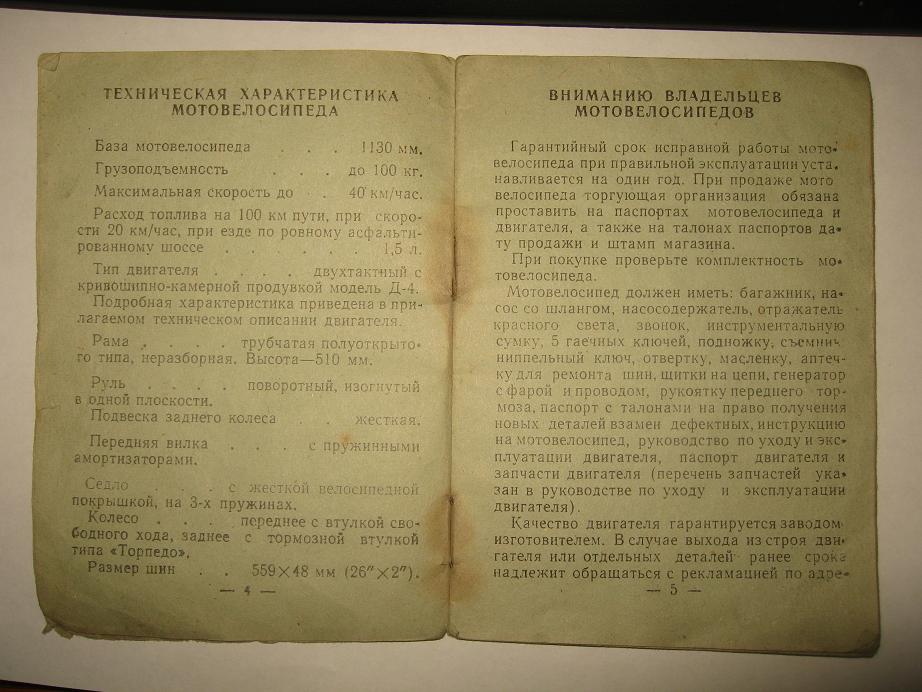 ТЕХНИЧЕСКАЯ ХАРАКТЕРИСТИКА
МОТОВЕЛОСИПЕДА
База мотовелосипеда . . . 1130 мм.
Грузоподъемность . . . до 100 кг.
Максимальная скорость до . 40 км/час.
Расход топлива на 100 км пути, при скоро-
сти 20 км/час, при езде по ровному асфальти-
рованному шоссе . . . . . . 1,5 л.
Тип двигателя . . . . двухтактный с
кривошипно-камерной продувкой модель Д-4.
Подробная характеристика приведена в при-
лагаемом техническом описании двигателя.
Рама . . . . трубчатая полуоткрыто-
го типа, неразборная. Высота—510 мм.
Руль . . . . поворотный, изогнутый
в одной плоскости.
Подвеска заднего колеса . . жесткая.
Передняя вилка . . . с пружинными
амортизаторами.
Седло . . . с жесткой велосипедной
покрышкой, на 3-х пружинах.
Колесо . . . переднее с втулкой сво-
бодного хода, заднее с тормозной втулкой
типа «Торпедо».
Размер шин . . 559×48 мм (26″×2″).
— 4 —
ВНИМАНИЮ ВЛАДЕЛЬЦЕВ
МОТОВЕЛОСИПЕДОВ
Гарантийный срок исправной работы мото-
велосипеда при правильной эксплуатации уста-
навливается на один год. При продаже мото
велосипеда торгующая организация обязана
проставить на паспортах мотовелосипеда и
двигателя, а также на талонах паспортов да-
ту продажи и штамп магазина.
При покупке проверьте комплектность мо-
товелосипеда.
Мотовелосипед должен иметь: багажник, на-
сос со шлангом, насосодержатель, отражатель
красного света, звонок, инструментальную
сумку, 5 гаечных ключей, подножку, съемник
ниппельный ключ, отвертку, масленку, аптеч-
ку для ремонта шин, щитки на цепи, генератор
с фарой и проводом, рукоятку переднего тор-
моза, паспорт с талонами на право получения
новых деталей взамен дефектных, инструкцию
на мотовелосипед, руководство по уходу и экс-
плуатации двигателя, паспорт двигателя и
запчасти двигателя (перечень запчастей ука-
зан в руководстве по уходу и эксплуатации
двигателя).
Качество двигателя гарантируется заводом
изготовителем. В случае выхода из строя дви-
гателя или отдельных деталей ранее срока
надлежит обращаться с рекламацией по адре-
— 5 —